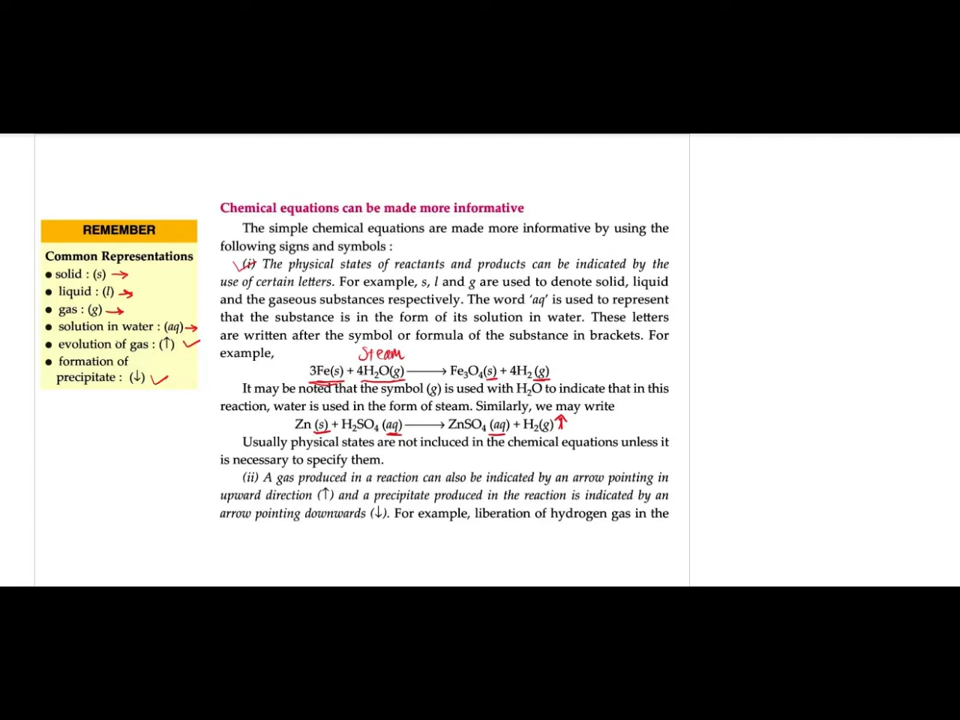 Chemical equations can be made more informative
The simple chemical equations are made more informative by using the
following signs and symbols :
(i) The physical states of reactants and products can be indicated by the
use of certain letters. For example, s, l and g are used to denote solid, liquid
and the gaseous substances respectively. The word ‘aq’ is used to represent
that the substance is in the form of its solution in water. These letters
are written after the symbol or formula of the substance in brackets. For
example,
Steam
3Fe(s) + 4H₂O(g) ⟶ Fe₃O₄(s) + 4H₂ (g)
It may be noted that the symbol (g) is used with H₂O to indicate that in this
reaction, water is used in the form of steam. Similarly, we may write
Zn (s) + H₂SO₄ (aq) ⟶ ZnSO₄ (aq) + H₂(g)↑
Usually physical states are not included in the chemical equations unless it
is necessary to specify them.
(ii) A gas produced in a reaction can also be indicated by an arrow pointing in
upward direction (↑) and a precipitate produced in the reaction is indicated by an
arrow pointing downwards (↓). For example, liberation of hydrogen gas in the
REMEMBER
Common Representations
• solid : (s) →
• liquid : (l) →
• gas : (g) →
• solution in water : (aq) →
• evolution of gas : (↑) ✓
• formation of
precipitate : (↓) ✓